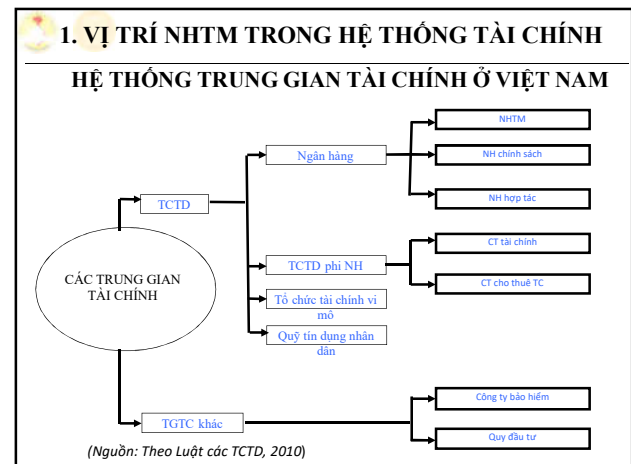 1. VỊ TRÍ NHTM TRONG HỆ THỐNG TÀI CHÍNH
HỆ THỐNG TRUNG GIAN TÀI CHÍNH Ở VIỆT NAM
CÁC TRUNG GIAN
TÀI CHÍNH
TCTD
Ngân hàng
NHTM
NH chính sách
NH hợp tác
TCTD phi NH
CT tài chính
CT cho thuê TC
Tổ chức tài chính vi
mô
Quỹ tín dụng nhân
dân
TGTC khác
Công ty bảo hiểm
Quy đầu tư
(Nguồn: Theo Luật các TCTD, 2010)